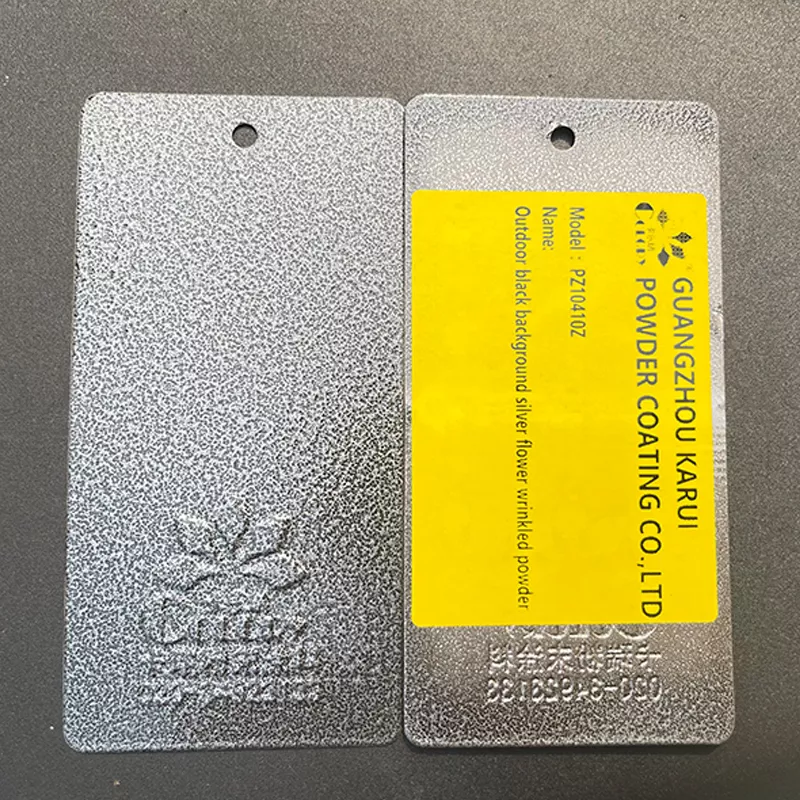 GUANGZHOU KARUI
POWDER COATING CO.,LTD
Model : PZ10410Z
Name:
Outdoor black background silver flower wrinkled powder